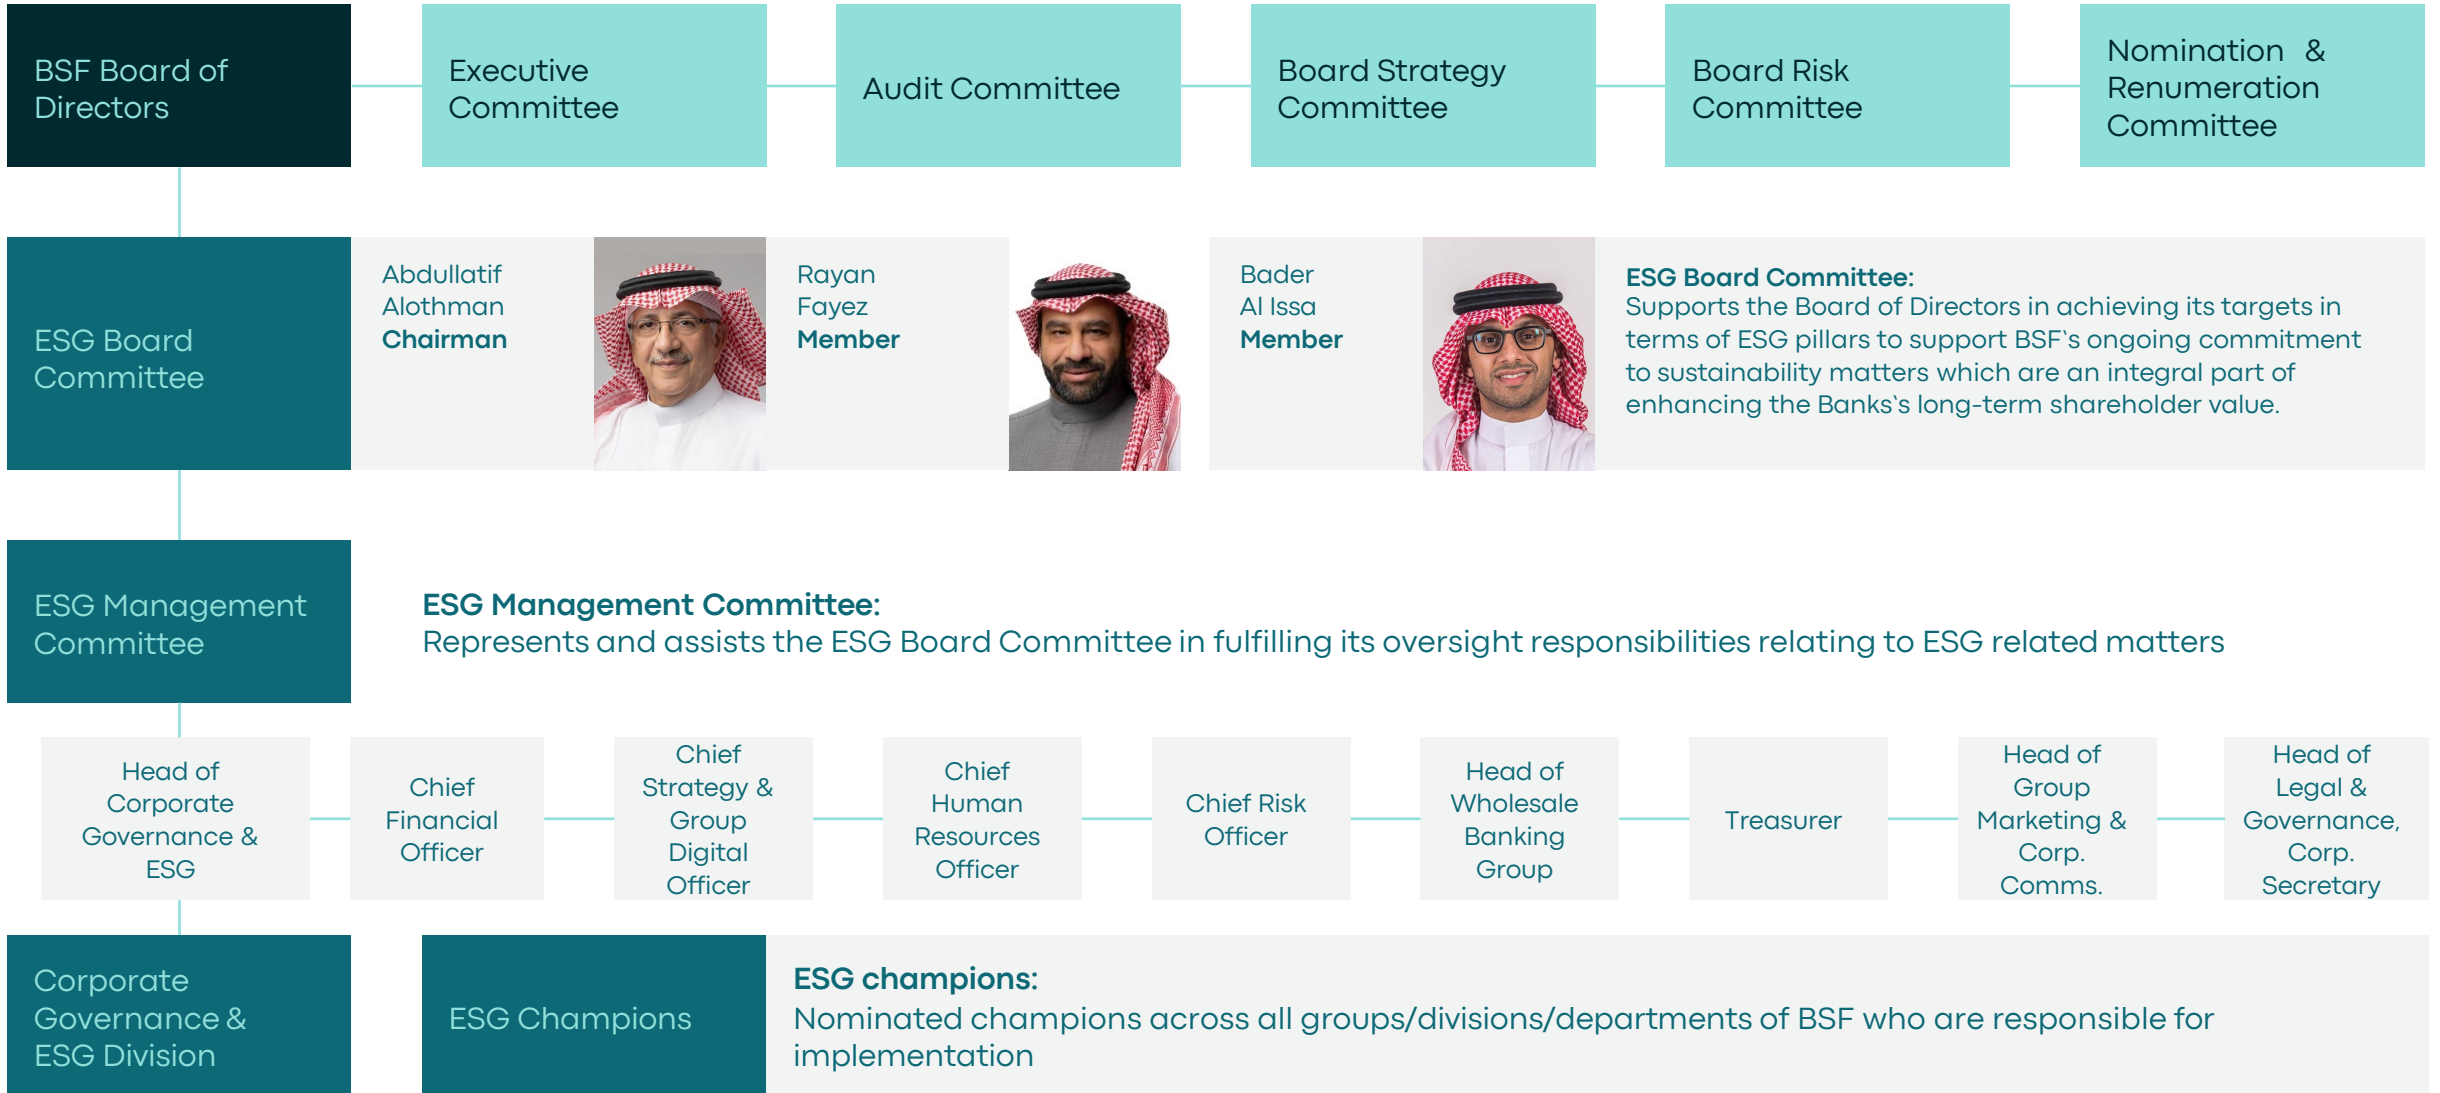 BSF Board of
Directors
Executive
Committee
Audit Committee
Board Strategy
Committee
Board Risk
Committee
Nomination &
Renumeration
Committee
ESG Board
Committee
Abdullatif
Alothman
Chairman
Rayan
Fayez
Member
Bader
Al Issa
Member
ESG Board Committee:
Supports the Board of Directors in achieving its targets in
terms of ESG pillars to support BSF`s ongoing commitment
to sustainability matters which are an integral part of
enhancing the Banks`s long-term shareholder value.
ESG Management
Committee
ESG Management Committee:
Represents and assists the ESG Board Committee in fulfilling its oversight responsibilities relating to ESG related matters
Head of
Corporate
Governance &
ESG
Chief
Financial
Officer
Chief
Strategy &
Group
Digital
Officer
Chief
Human
Resources
Officer
Chief Risk
Officer
Head of
Wholesale
Banking
Group
Treasurer
Head of
Group
Marketing &
Corp.
Comms.
Head of
Legal &
Governance,
Corp.
Secretary
Corporate
Governance &
ESG Division
ESG Champions
ESG champions:
Nominated champions across all groups/divisions/departments of BSF who are responsible for
implementation